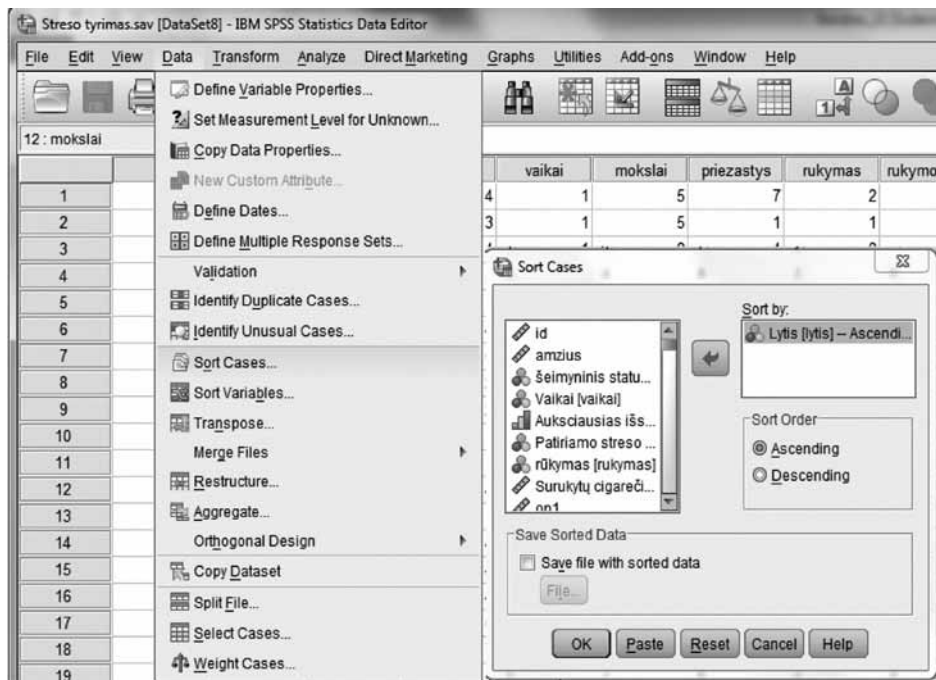 Streso tyrimas.sav [DataSet8] - IBM SPSS Statistics Data Editor
File Edit View Data Transform Analyze Direct Marketing Graphs Utilities Add-ons Window Help
12 : mokslai
Define Variable Properties...
Set Measurement Level for Unknown...
Copy Data Properties...
New Custom Attribute...
Define Dates...
Define Multiple Response Sets...
Validation
Identify Duplicate Cases...
Identify Unusual Cases...
Sort Cases...
Sort Variables...
Transpose...
Merge Files
Restructure...
Aggregate...
Orthogonal Design
Copy Dataset
Split File...
Select Cases...
Weight Cases...
vaikai mokslai priezastys rukymas rukymo
1 4 1 5 7 2
2 3 1 5 1 1
3
4
5
6
7
8
9
10
11
12
13
14
15
16
17
18
19
Sort Cases
id
amzius
šeimyninis statu...
Vaikai [vaikai]
Auksciausias išs...
Patiriamo streso ...
rūkymas [rukymas]
Surukytų cigareči...
op1
Sort by:
Lytis [lytis] -- Ascendi...
Sort Order
Ascending
Descending
Save Sorted Data
Save file with sorted data
File...
OK Paste Reset Cancel Help